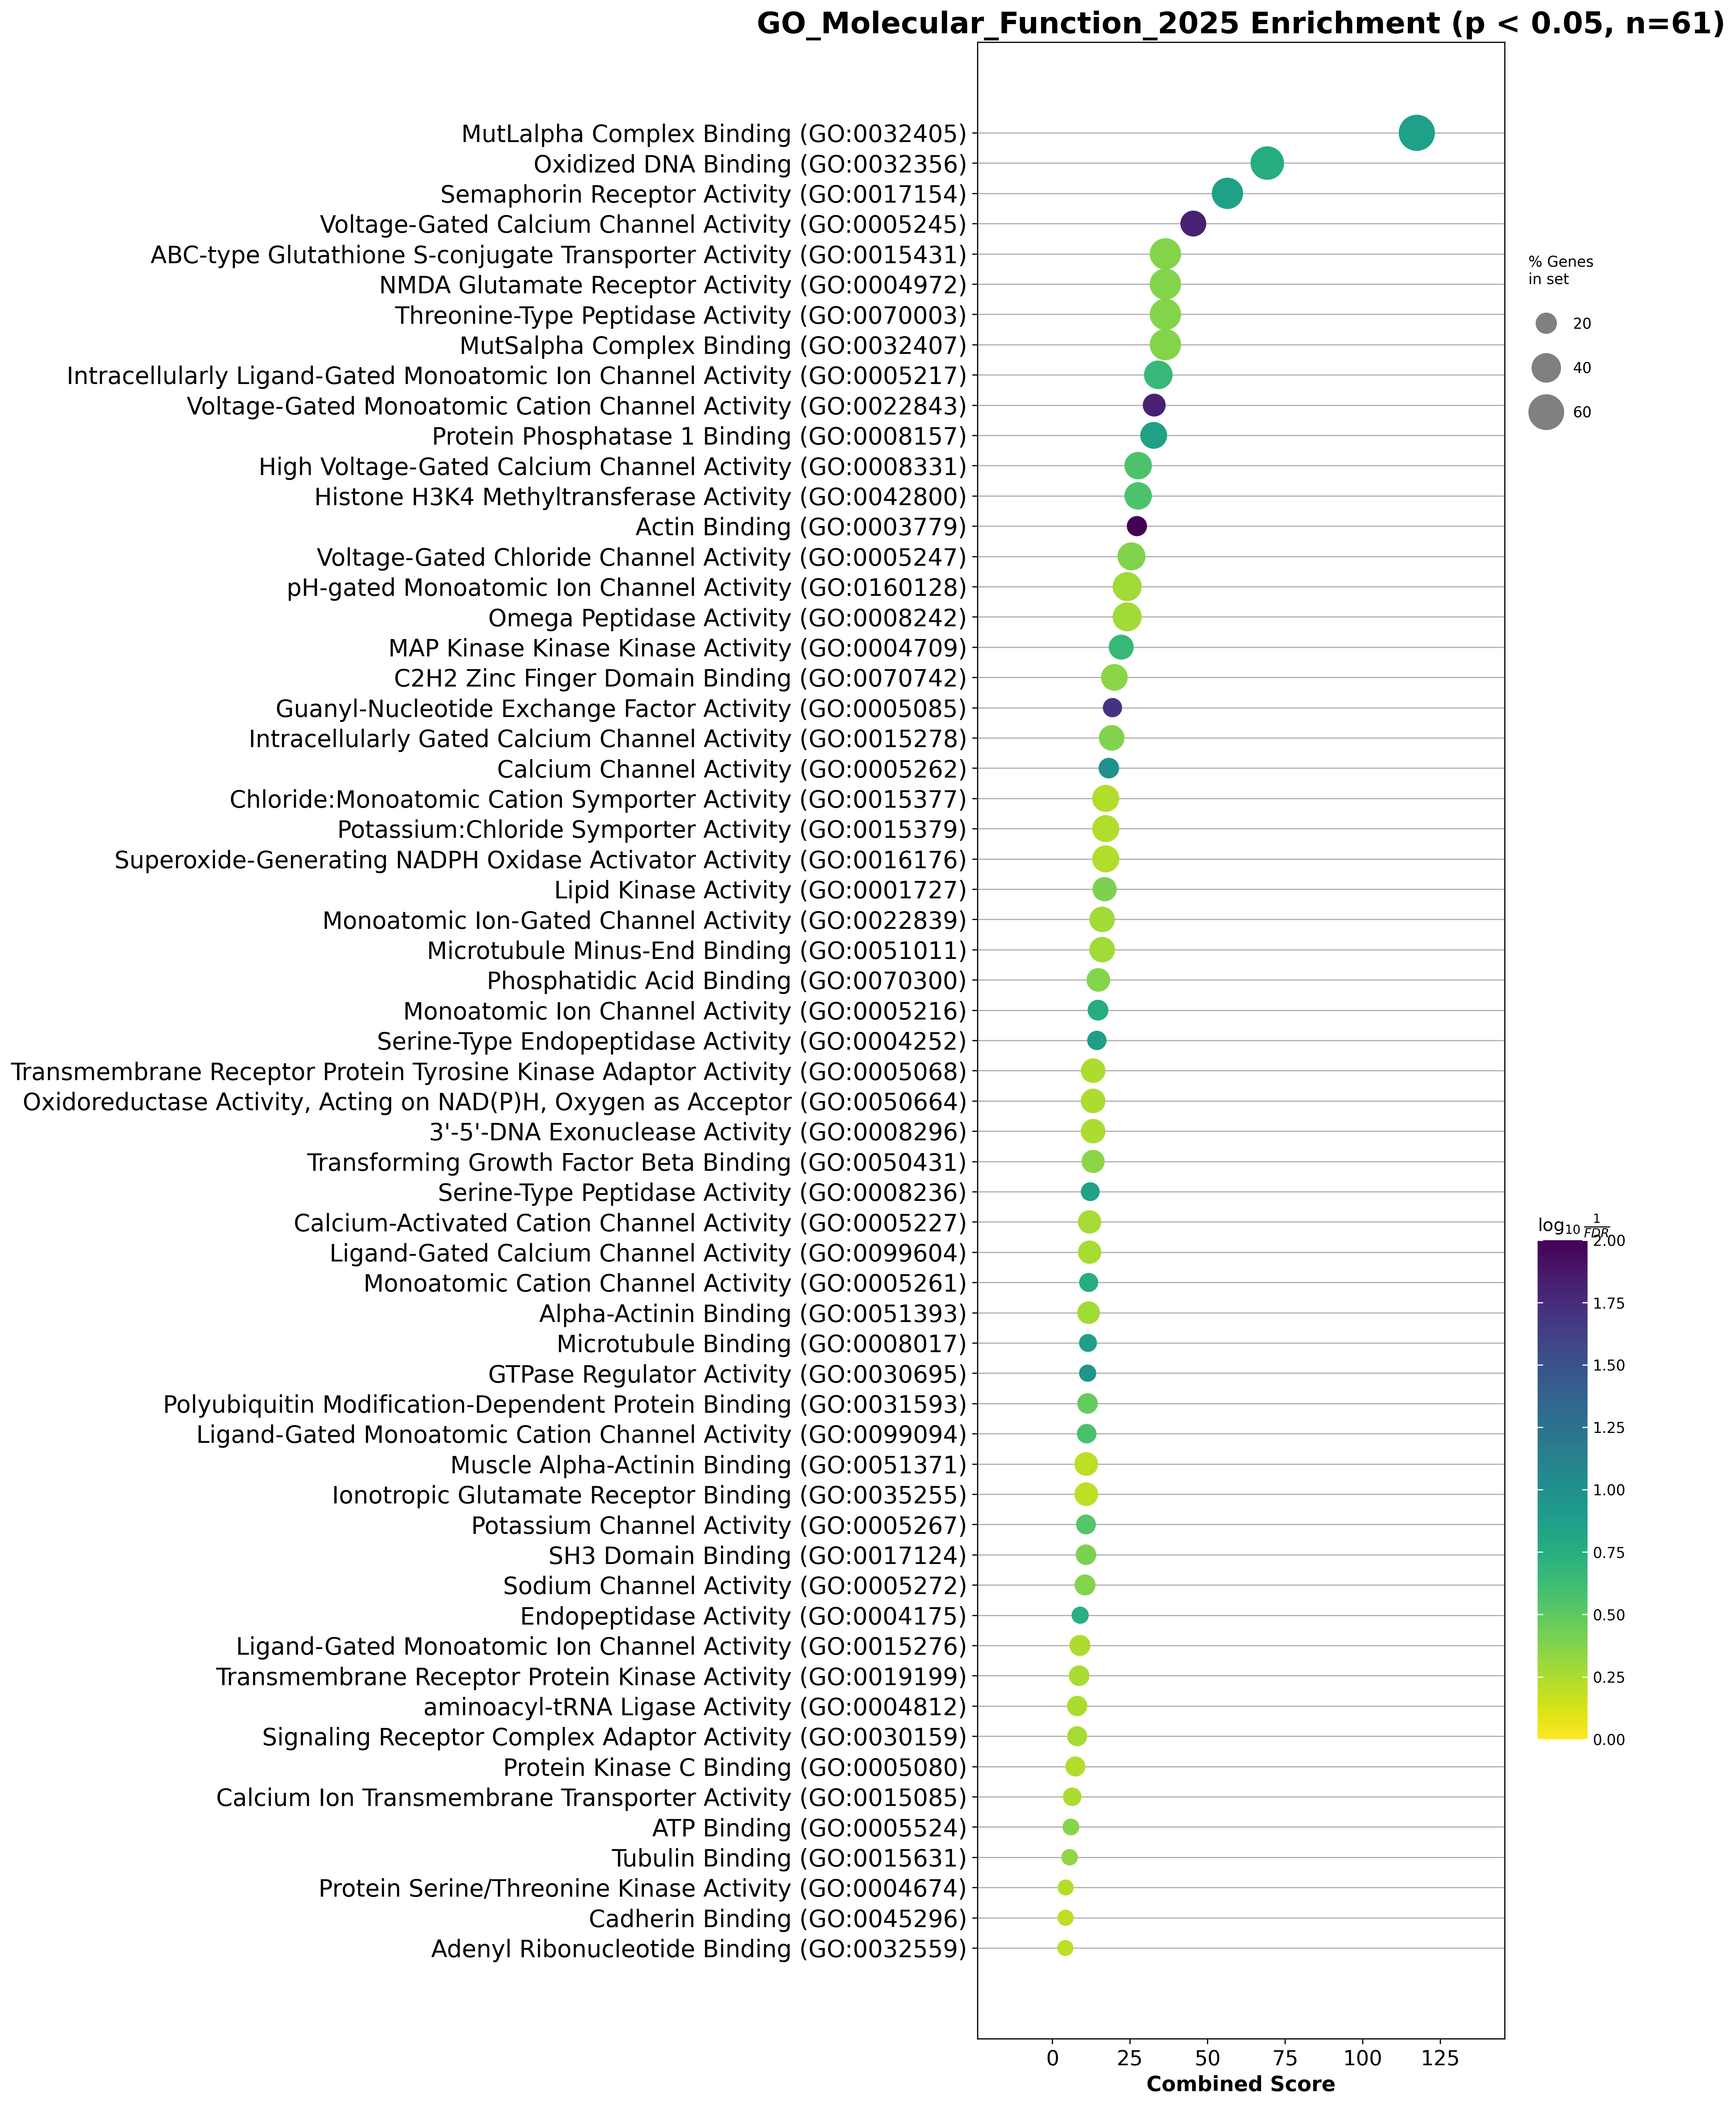 GO_Molecular_Function_2025 Enrichment (p < 0.05, n=61)
MutLalpha Complex Binding (GO:0032405)
Oxidized DNA Binding (GO:0032356)
Semaphorin Receptor Activity (GO:0017154)
Voltage-Gated Calcium Channel Activity (GO:0005245)
ABC-type Glutathione S-conjugate Transporter Activity (GO:0015431)
NMDA Glutamate Receptor Activity (GO:0004972)
Threonine-Type Peptidase Activity (GO:0070003)
MutSalpha Complex Binding (GO:0032407)
Intracellularly Ligand-Gated Monoatomic Ion Channel Activity (GO:0005217)
Voltage-Gated Monoatomic Cation Channel Activity (GO:0022843)
Protein Phosphatase 1 Binding (GO:0008157)
High Voltage-Gated Calcium Channel Activity (GO:0008331)
Histone H3K4 Methyltransferase Activity (GO:0042800)
Actin Binding (GO:0003779)
Voltage-Gated Chloride Channel Activity (GO:0005247)
pH-gated Monoatomic Ion Channel Activity (GO:0160128)
Omega Peptidase Activity (GO:0008242)
MAP Kinase Kinase Kinase Activity (GO:0004709)
C2H2 Zinc Finger Domain Binding (GO:0070742)
Guanyl-Nucleotide Exchange Factor Activity (GO:0005085)
Intracellularly Gated Calcium Channel Activity (GO:0015278)
Calcium Channel Activity (GO:0005262)
Chloride:Monoatomic Cation Symporter Activity (GO:0015377)
Potassium:Chloride Symporter Activity (GO:0015379)
Superoxide-Generating NADPH Oxidase Activator Activity (GO:0016176)
Lipid Kinase Activity (GO:0001727)
Monoatomic Ion-Gated Channel Activity (GO:0022839)
Microtubule Minus-End Binding (GO:0051011)
Phosphatidic Acid Binding (GO:0070300)
Monoatomic Ion Channel Activity (GO:0005216)
Serine-Type Endopeptidase Activity (GO:0004252)
Transmembrane Receptor Protein Tyrosine Kinase Adaptor Activity (GO:0005068)
Oxidoreductase Activity, Acting on NAD(P)H, Oxygen as Acceptor (GO:0050664)
3'-5'-DNA Exonuclease Activity (GO:0008296)
Transforming Growth Factor Beta Binding (GO:0050431)
Serine-Type Peptidase Activity (GO:0008236)
Calcium-Activated Cation Channel Activity (GO:0005227)
Ligand-Gated Calcium Channel Activity (GO:0099604)
Monoatomic Cation Channel Activity (GO:0005261)
Alpha-Actinin Binding (GO:0051393)
Microtubule Binding (GO:0008017)
GTPase Regulator Activity (GO:0030695)
Polyubiquitin Modification-Dependent Protein Binding (GO:0031593)
Ligand-Gated Monoatomic Cation Channel Activity (GO:0099094)
Muscle Alpha-Actinin Binding (GO:0051371)
Ionotropic Glutamate Receptor Binding (GO:0035255)
Potassium Channel Activity (GO:0005267)
SH3 Domain Binding (GO:0017124)
Sodium Channel Activity (GO:0005272)
Endopeptidase Activity (GO:0004175)
Ligand-Gated Monoatomic Ion Channel Activity (GO:0015276)
Transmembrane Receptor Protein Kinase Activity (GO:0019199)
aminoacyl-tRNA Ligase Activity (GO:0004812)
Signaling Receptor Complex Adaptor Activity (GO:0030159)
Protein Kinase C Binding (GO:0005080)
Calcium Ion Transmembrane Transporter Activity (GO:0015085)
ATP Binding (GO:0005524)
Tubulin Binding (GO:0015631)
Protein Serine/Threonine Kinase Activity (GO:0004674)
Cadherin Binding (GO:0045296)
Adenyl Ribonucleotide Binding (GO:0032559)
0 25 50 75 100 125
Combined Score
% Genes
in set
20
40
60
log10 1/FDR
2.00
1.75
1.50
1.25
1.00
0.75
0.50
0.25
0.00